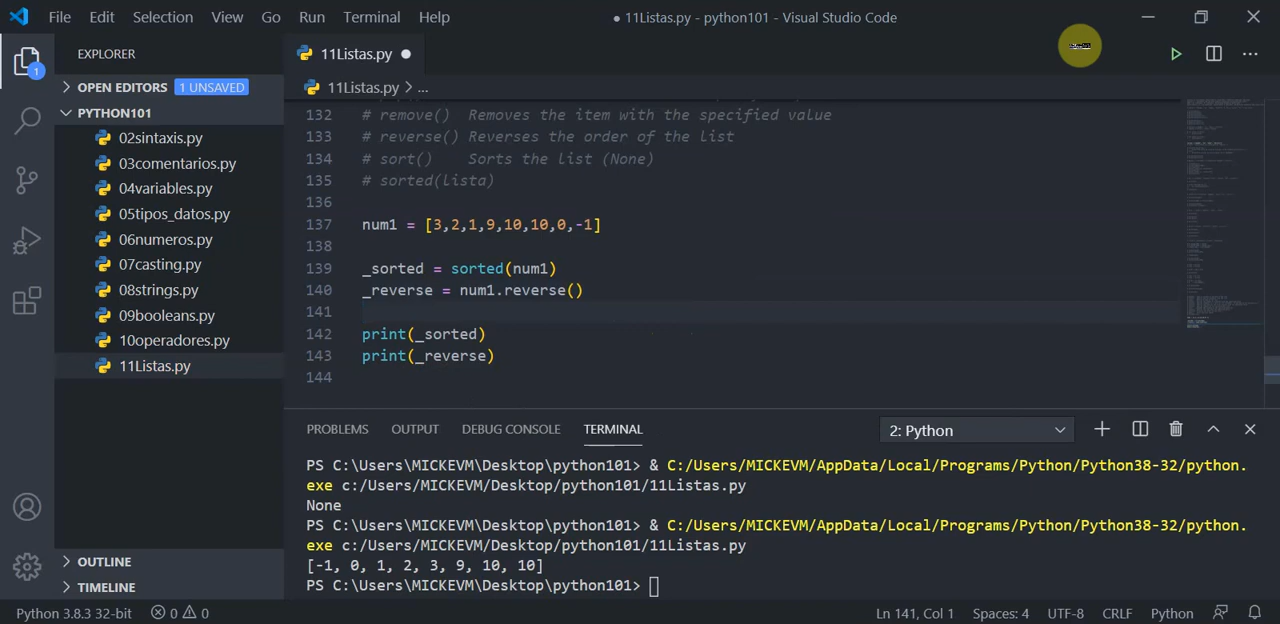 File Edit Selection View Go Run Terminal Help
● 11Listas.py - python101 - Visual Studio Code
EXPLORER
11Listas.py ●
OPEN EDITORS 1 UNSAVED
11Listas.py > ...
1
PYTHON101
02sintaxis.py
03comentarios.py
04variables.py
05tipos_datos.py
06numeros.py
07casting.py
08strings.py
09booleans.py
10operadores.py
11Listas.py
OUTLINE
TIMELINE
132 # remove() Removes the item with the specified value
133 # reverse() Reverses the order of the list
134 # sort() Sorts the list (None)
135 # sorted(lista)
136
137 num1 = [3,2,1,9,10,10,0,-1]
138
139 _sorted = sorted(num1)
140 _reverse = num1.reverse()
141
142 print(_sorted)
143 print(_reverse)
144
PROBLEMS OUTPUT DEBUG CONSOLE TERMINAL 2: Python
PS C:\Users\MICKEVM\Desktop\python101> & C:/Users/MICKEVM/AppData/Local/Programs/Python/Python38-32/python.
exe c:/Users/MICKEVM/Desktop/python101/11Listas.py
None
PS C:\Users\MICKEVM\Desktop\python101> & C:/Users/MICKEVM/AppData/Local/Programs/Python/Python38-32/python.
exe c:/Users/MICKEVM/Desktop/python101/11Listas.py
[-1, 0, 1, 2, 3, 9, 10, 10]
PS C:\Users\MICKEVM\Desktop\python101>
Python 3.8.3 32-bit 0 0 Ln 141, Col 1 Spaces: 4 UTF-8 CRLF Python